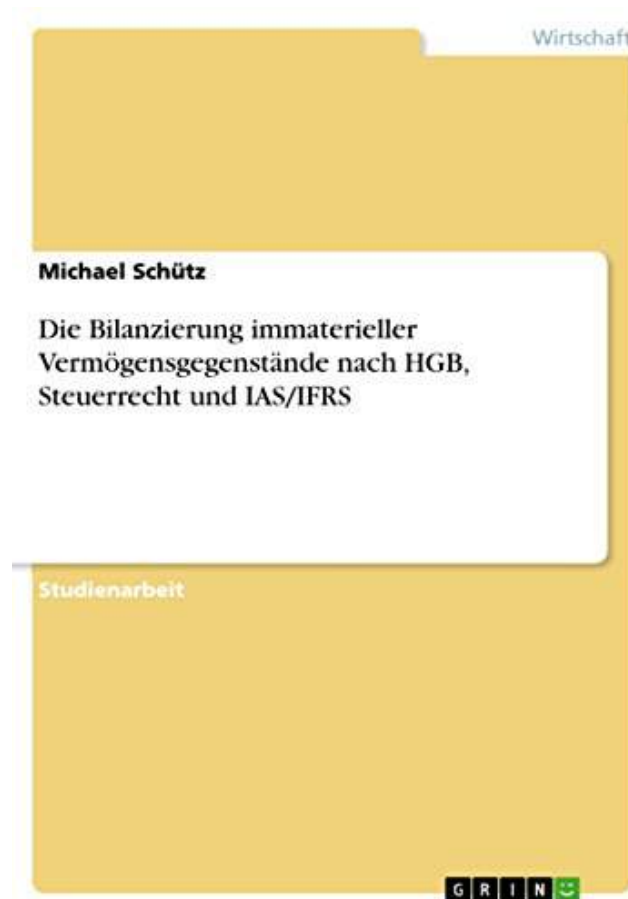 Wirtschaft
Michael Schütz
Die Bilanzierung immaterieller
Vermögensgegenstände nach HGB,
Steuerrecht und IAS/IFRS
Studienarbeit
GRIN